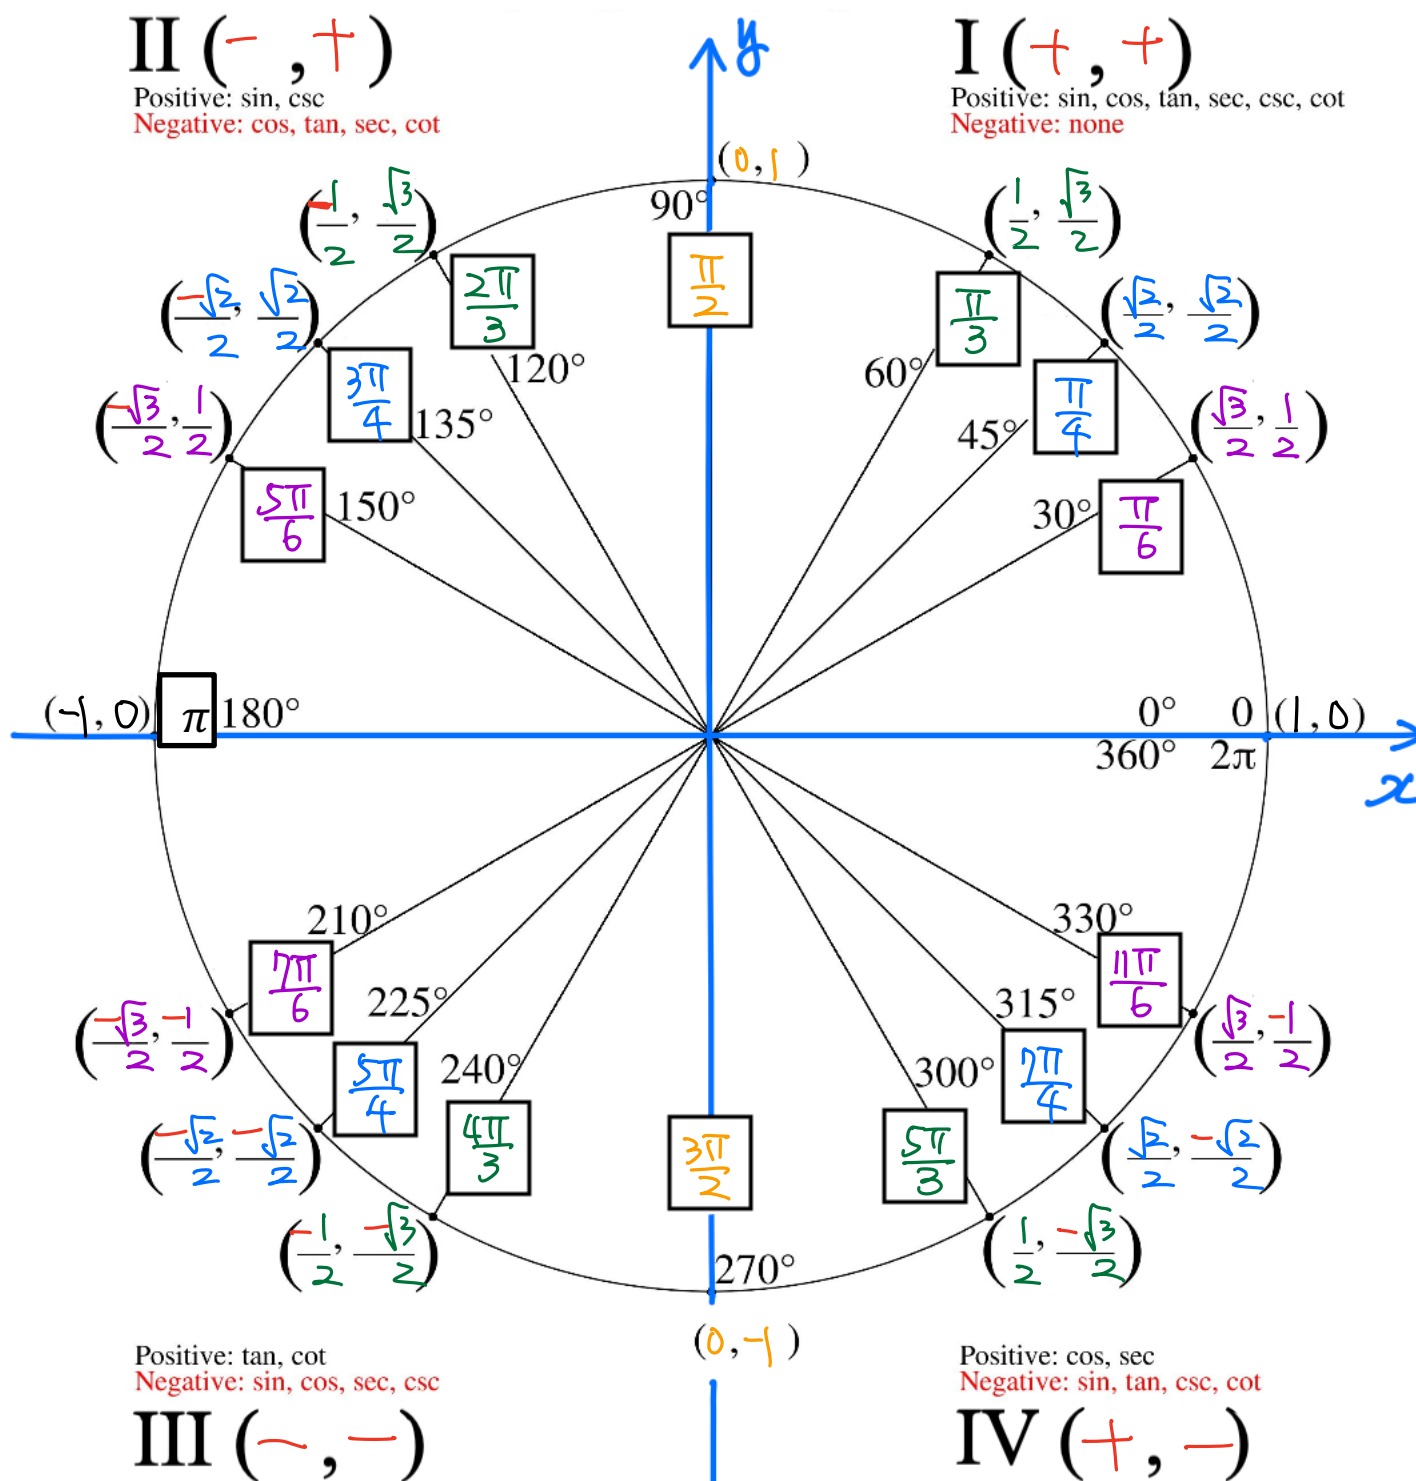 II (-, +)
Positive: sin, csc
Negative: cos, tan, sec, cot
I (+, +)
Positive: sin, cos, tan, sec, csc, cot
Negative: none
y
(0, 1)
90°
π/2
(-1/2, √3/2)
2π/3
120°
(-√2/2, √2/2)
3π/4
135°
(-√3/2, 1/2)
5π/6
150°
(1/2, √3/2)
π/3
60°
(√2/2, √2/2)
π/4
45°
(√3/2, 1/2)
π/6
30°
(-1, 0)
π
180°
0° 0 (1, 0)
360° 2π
x
210°
7π/6
(-√3/2, -1/2)
225°
5π/4
(-√2/2, -√2/2)
240°
4π/3
(-1/2, -√3/2)
330°
11π/6
(√3/2, -1/2)
315°
7π/4
(√2/2, -√2/2)
300°
5π/3
(1/2, -√3/2)
3π/2
270°
(0, -1)
Positive: tan, cot
Negative: sin, cos, sec, csc
III (-, -)
Positive: cos, sec
Negative: sin, tan, csc, cot
IV (+, -)